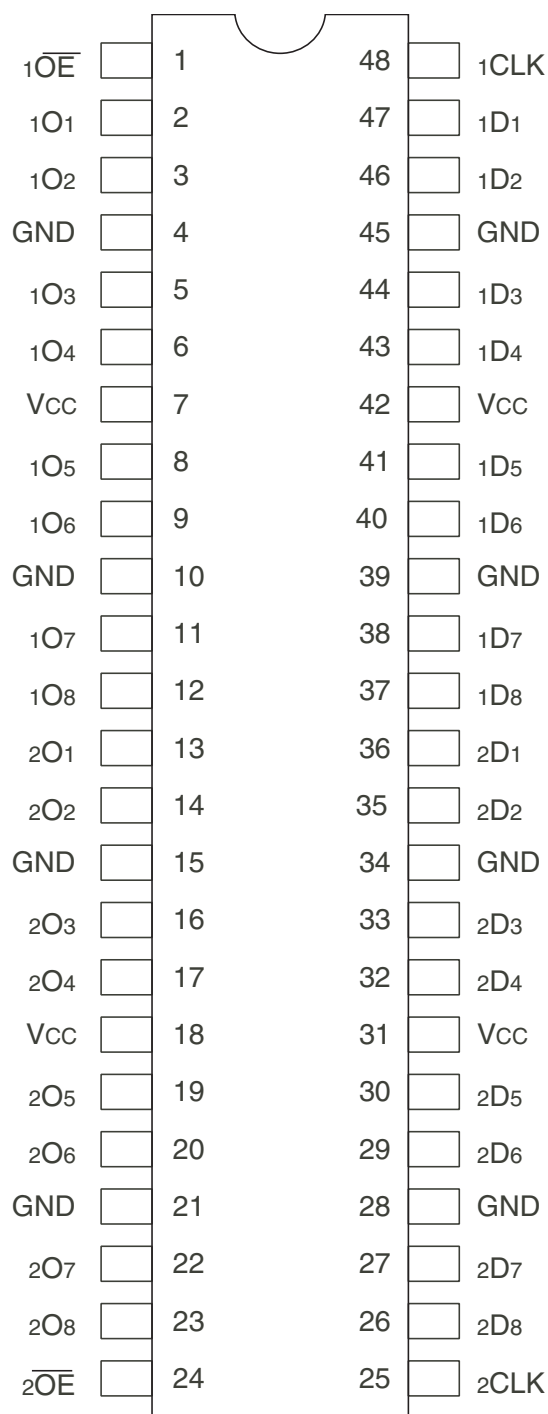 1O̅E̅ 1 48 1CLK
1O1 2 47 1D1
1O2 3 46 1D2
GND 4 45 GND
1O3 5 44 1D3
1O4 6 43 1D4
VCC 7 42 VCC
1O5 8 41 1D5
1O6 9 40 1D6
GND 10 39 GND
1O7 11 38 1D7
1O8 12 37 1D8
2O1 13 36 2D1
2O2 14 35 2D2
GND 15 34 GND
2O3 16 33 2D3
2O4 17 32 2D4
VCC 18 31 VCC
2O5 19 30 2D5
2O6 20 29 2D6
GND 21 28 GND
2O7 22 27 2D7
2O8 23 26 2D8
2O̅E̅ 24 25 2CLK